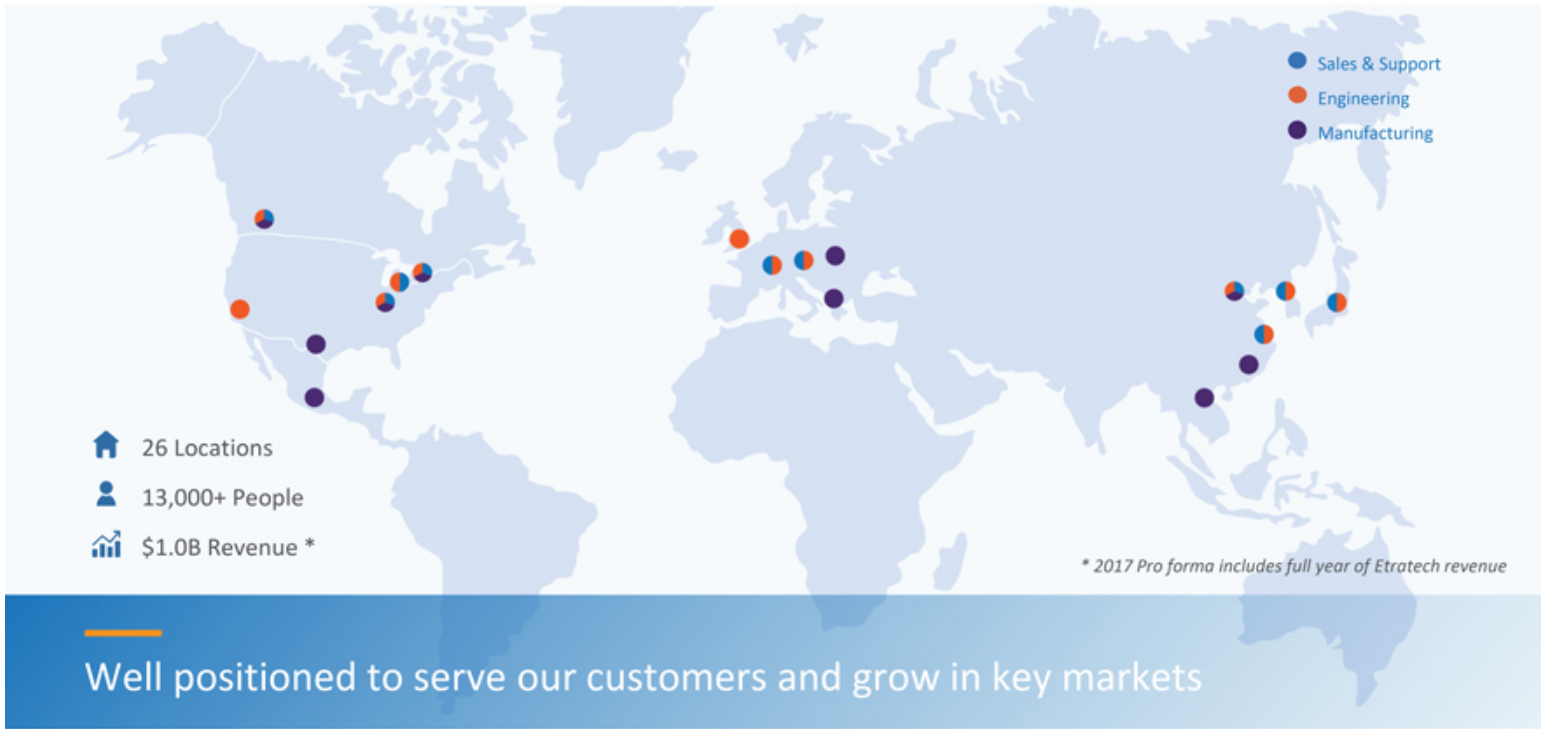 Sales & Support
Engineering
Manufacturing
26 Locations
13,000+ People
$1.0B Revenue *
* 2017 Pro forma includes full year of Etratech revenue
Well positioned to serve our customers and grow in key markets